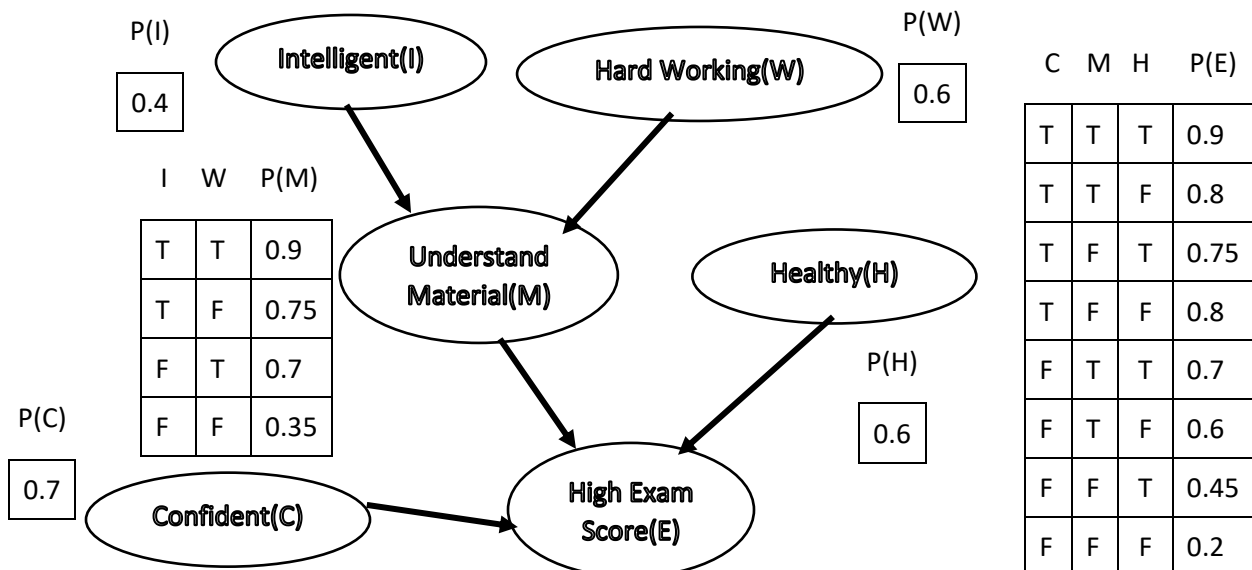 P(I)
0.4
Intelligent(I)
Hard Working(W)
P(W)
0.6
I W P(M)
T T 0.9
T F 0.75
F T 0.7
F F 0.35
Understand
Material(M)
Healthy(H)
P(H)
0.6
P(C)
0.7
Confident(C)
High Exam
Score(E)
C M H P(E)
T T T 0.9
T T F 0.8
T F T 0.75
T F F 0.8
F T T 0.7
F T F 0.6
F F T 0.45
F F F 0.2